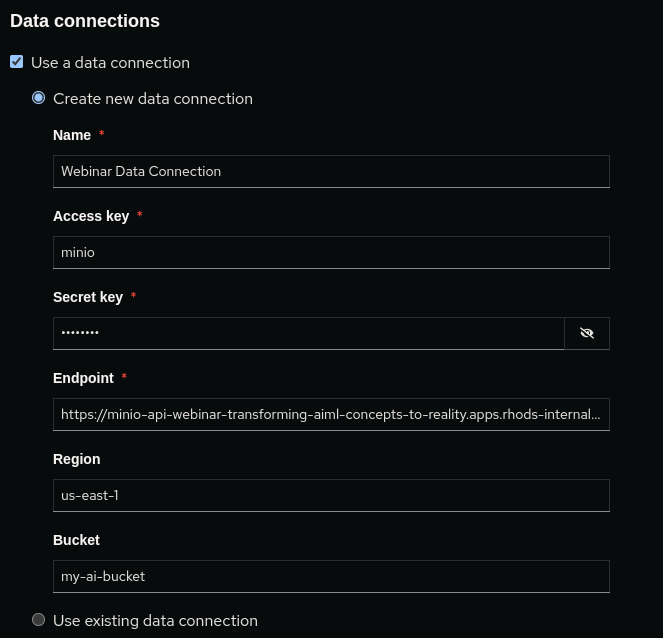 Data connections
Use a data connection
Create new data connection
Name *
Webinar Data Connection
Access key *
minio
Secret key *
••••••••
Endpoint *
https://minio-api-webinar-transforming-aiml-concepts-to-reality.apps.rhods-internal...
Region
us-east-1
Bucket
my-ai-bucket
Use existing data connection